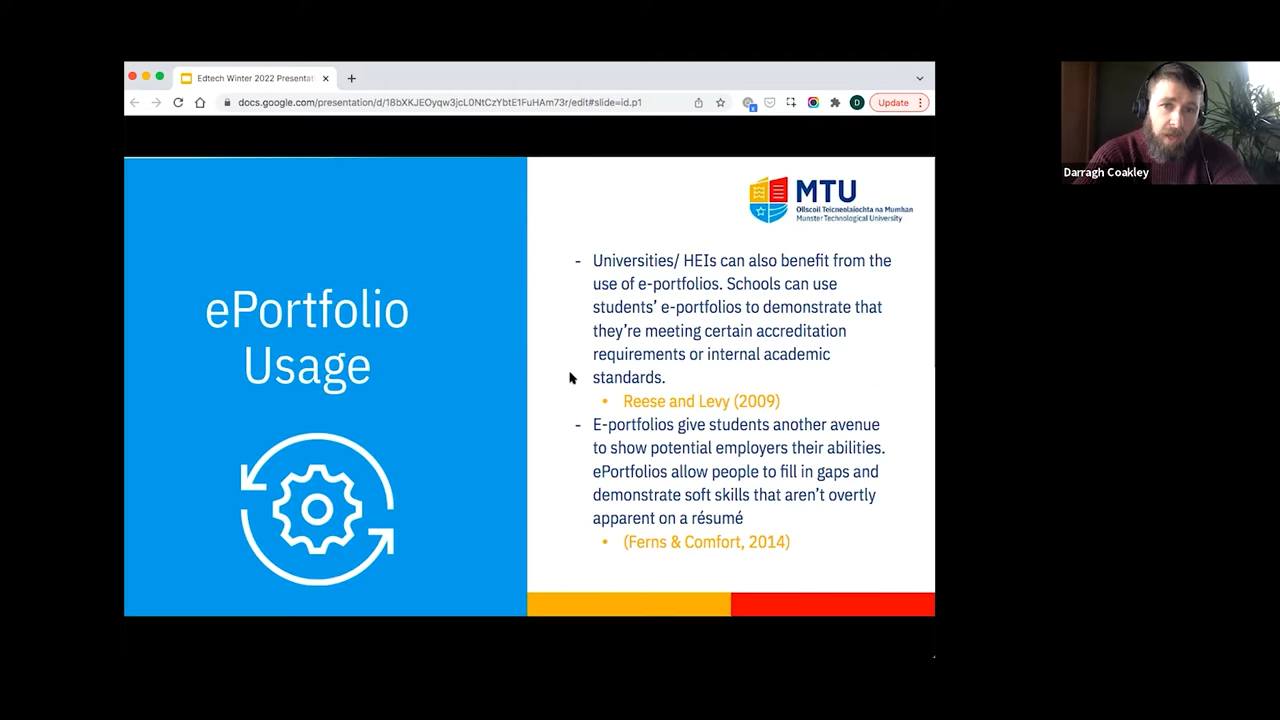 Edtech Winter 2022 Presentat
docs.google.com/presentation/d/18bXKJEOyqw3jcL0NtCzYbtE1FuHAm73r/edit#slide=id.p1
D
Update
Darragh Coakley
MTU
Ollscoil Teicneolaíochta na Mumhan
Munster Technological University
ePortfolio
Usage
- Universities/ HEIs can also benefit from the
use of e-portfolios. Schools can use
students’ e-portfolios to demonstrate that
they’re meeting certain accreditation
requirements or internal academic
standards.
• Reese and Levy (2009)
- E-portfolios give students another avenue
to show potential employers their abilities.
ePortfolios allow people to fill in gaps and
demonstrate soft skills that aren’t overtly
apparent on a résumé
• (Ferns & Comfort, 2014)